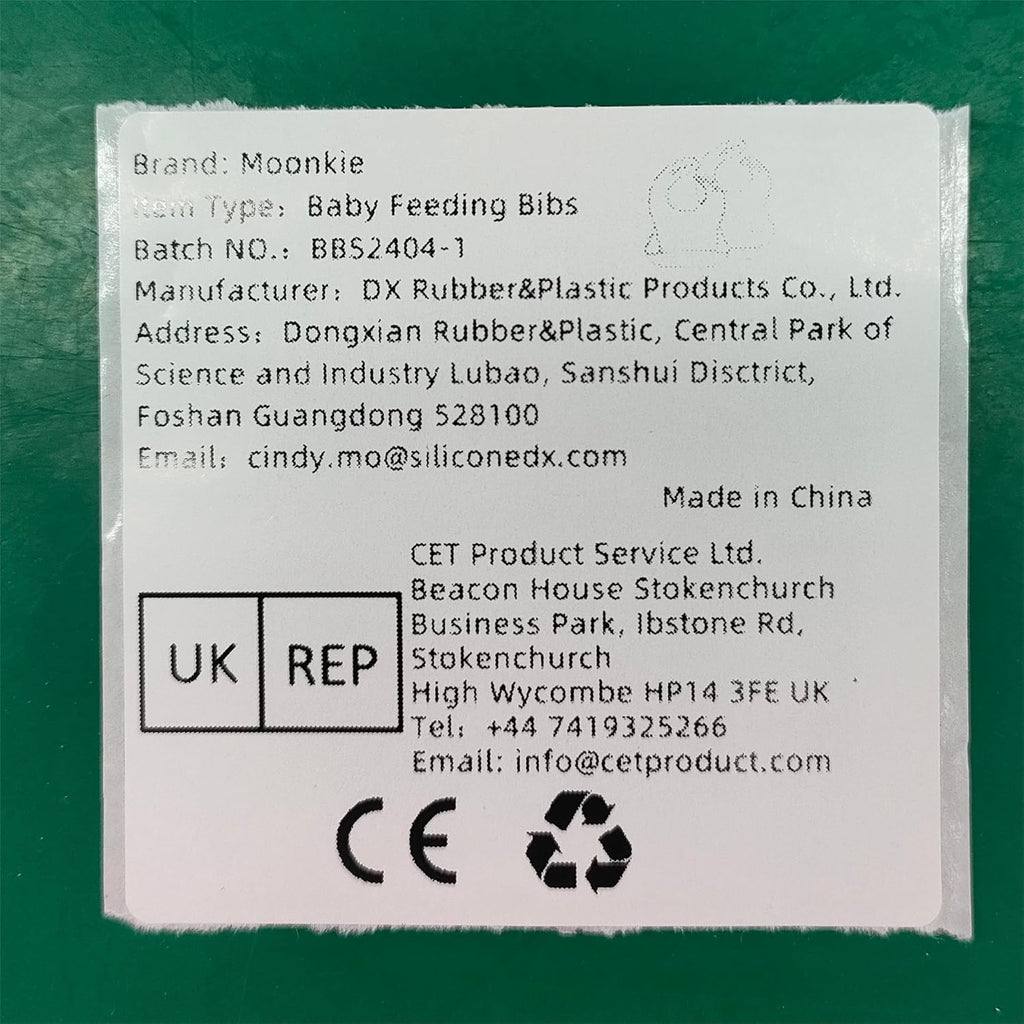 Brand: Moonkie
Item Type: Baby Feeding Bibs
Batch NO.: BBS2404-1
Manufacturer: DX Rubber&Plastic Products Co., Ltd.
Address: Dongxian Rubber&Plastic, Central Park of
Science and Industry Lubao, Sanshui Disctrict,
Foshan Guangdong 528100
Email: cindy.mo@siliconedx.com
Made in China
UK REP
CET Product Service Ltd.
Beacon House Stokenchurch
Business Park, Ibstone Rd,
Stokenchurch
High Wycombe HP14 3FE UK
Tel: +44 7419325266
Email: info@cetproduct.com
CE